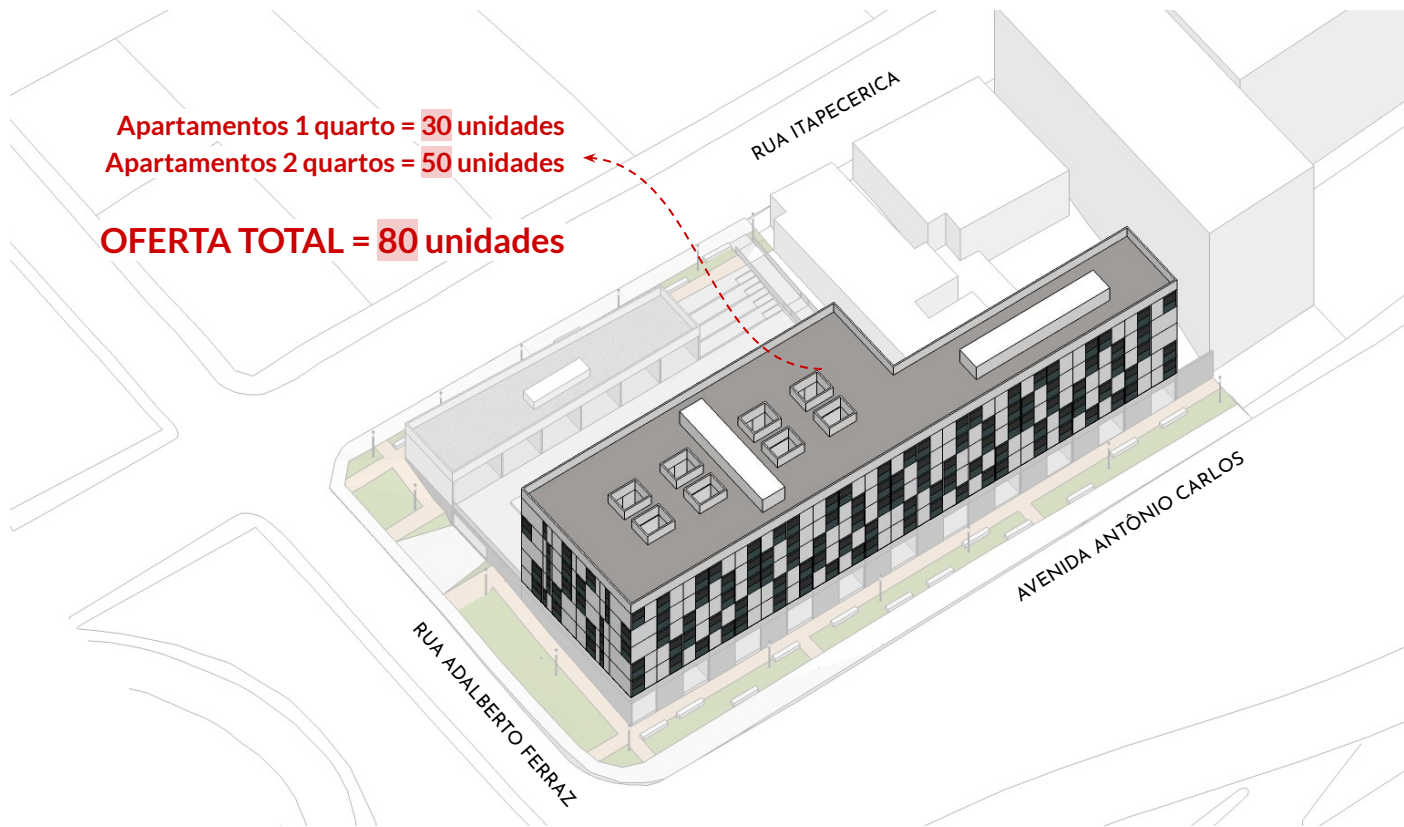 Apartamentos 1 quarto = 30 unidades
Apartamentos 2 quartos = 50 unidades
OFERTA TOTAL = 80 unidades
RUA ITAPECERICA
AVENIDA ANTÔNIO CARLOS
RUA ADALBERTO FERRAZ